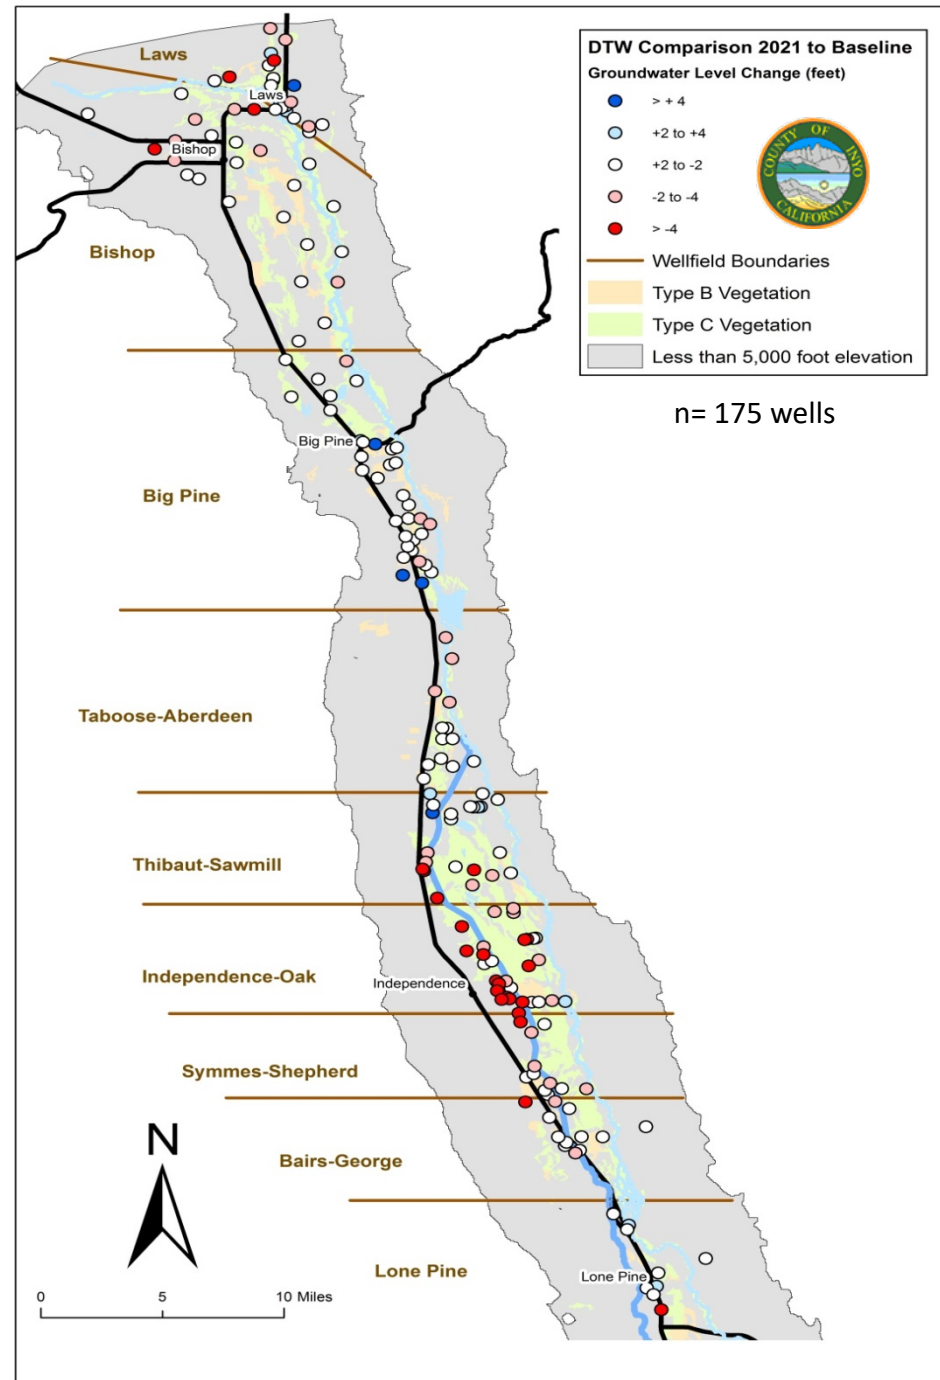 DTW Comparison 2021 to Baseline
Groundwater Level Change (feet)
> + 4
+2 to +4
+2 to -2
-2 to -4
> -4
COUNTY OF INYO
CALIFORNIA
Wellfield Boundaries
Type B Vegetation
Type C Vegetation
Less than 5,000 foot elevation
n= 175 wells
Laws
Laws
Bishop
Bishop
Big Pine
Big Pine
Taboose-Aberdeen
Thibaut-Sawmill
Independence-Oak
Independence
Symmes-Shepherd
Bairs-George
Lone Pine
Lone Pine
N
0 5 10 Miles